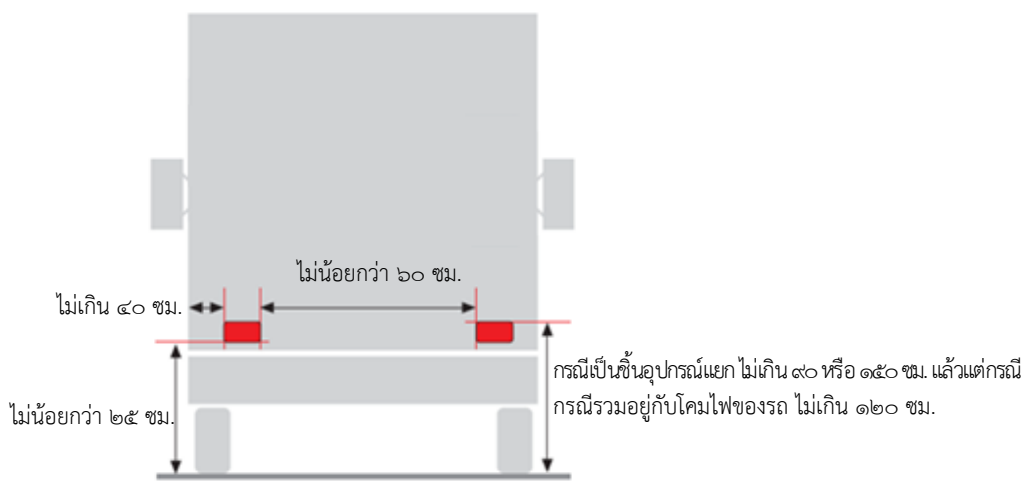 ไม่น้อยกว่า ๖๐ ซม.
ไม่เกิน ๔๐ ซม.
กรณีเป็นชิ้นอุปกรณ์แยก ไม่เกิน ๙๐ หรือ ๑๕๐ ซม. แล้วแต่กรณี
กรณีรวมอยู่กับโคมไฟของรถ ไม่เกิน ๑๒๐ ซม.
ไม่น้อยกว่า ๒๕ ซม.